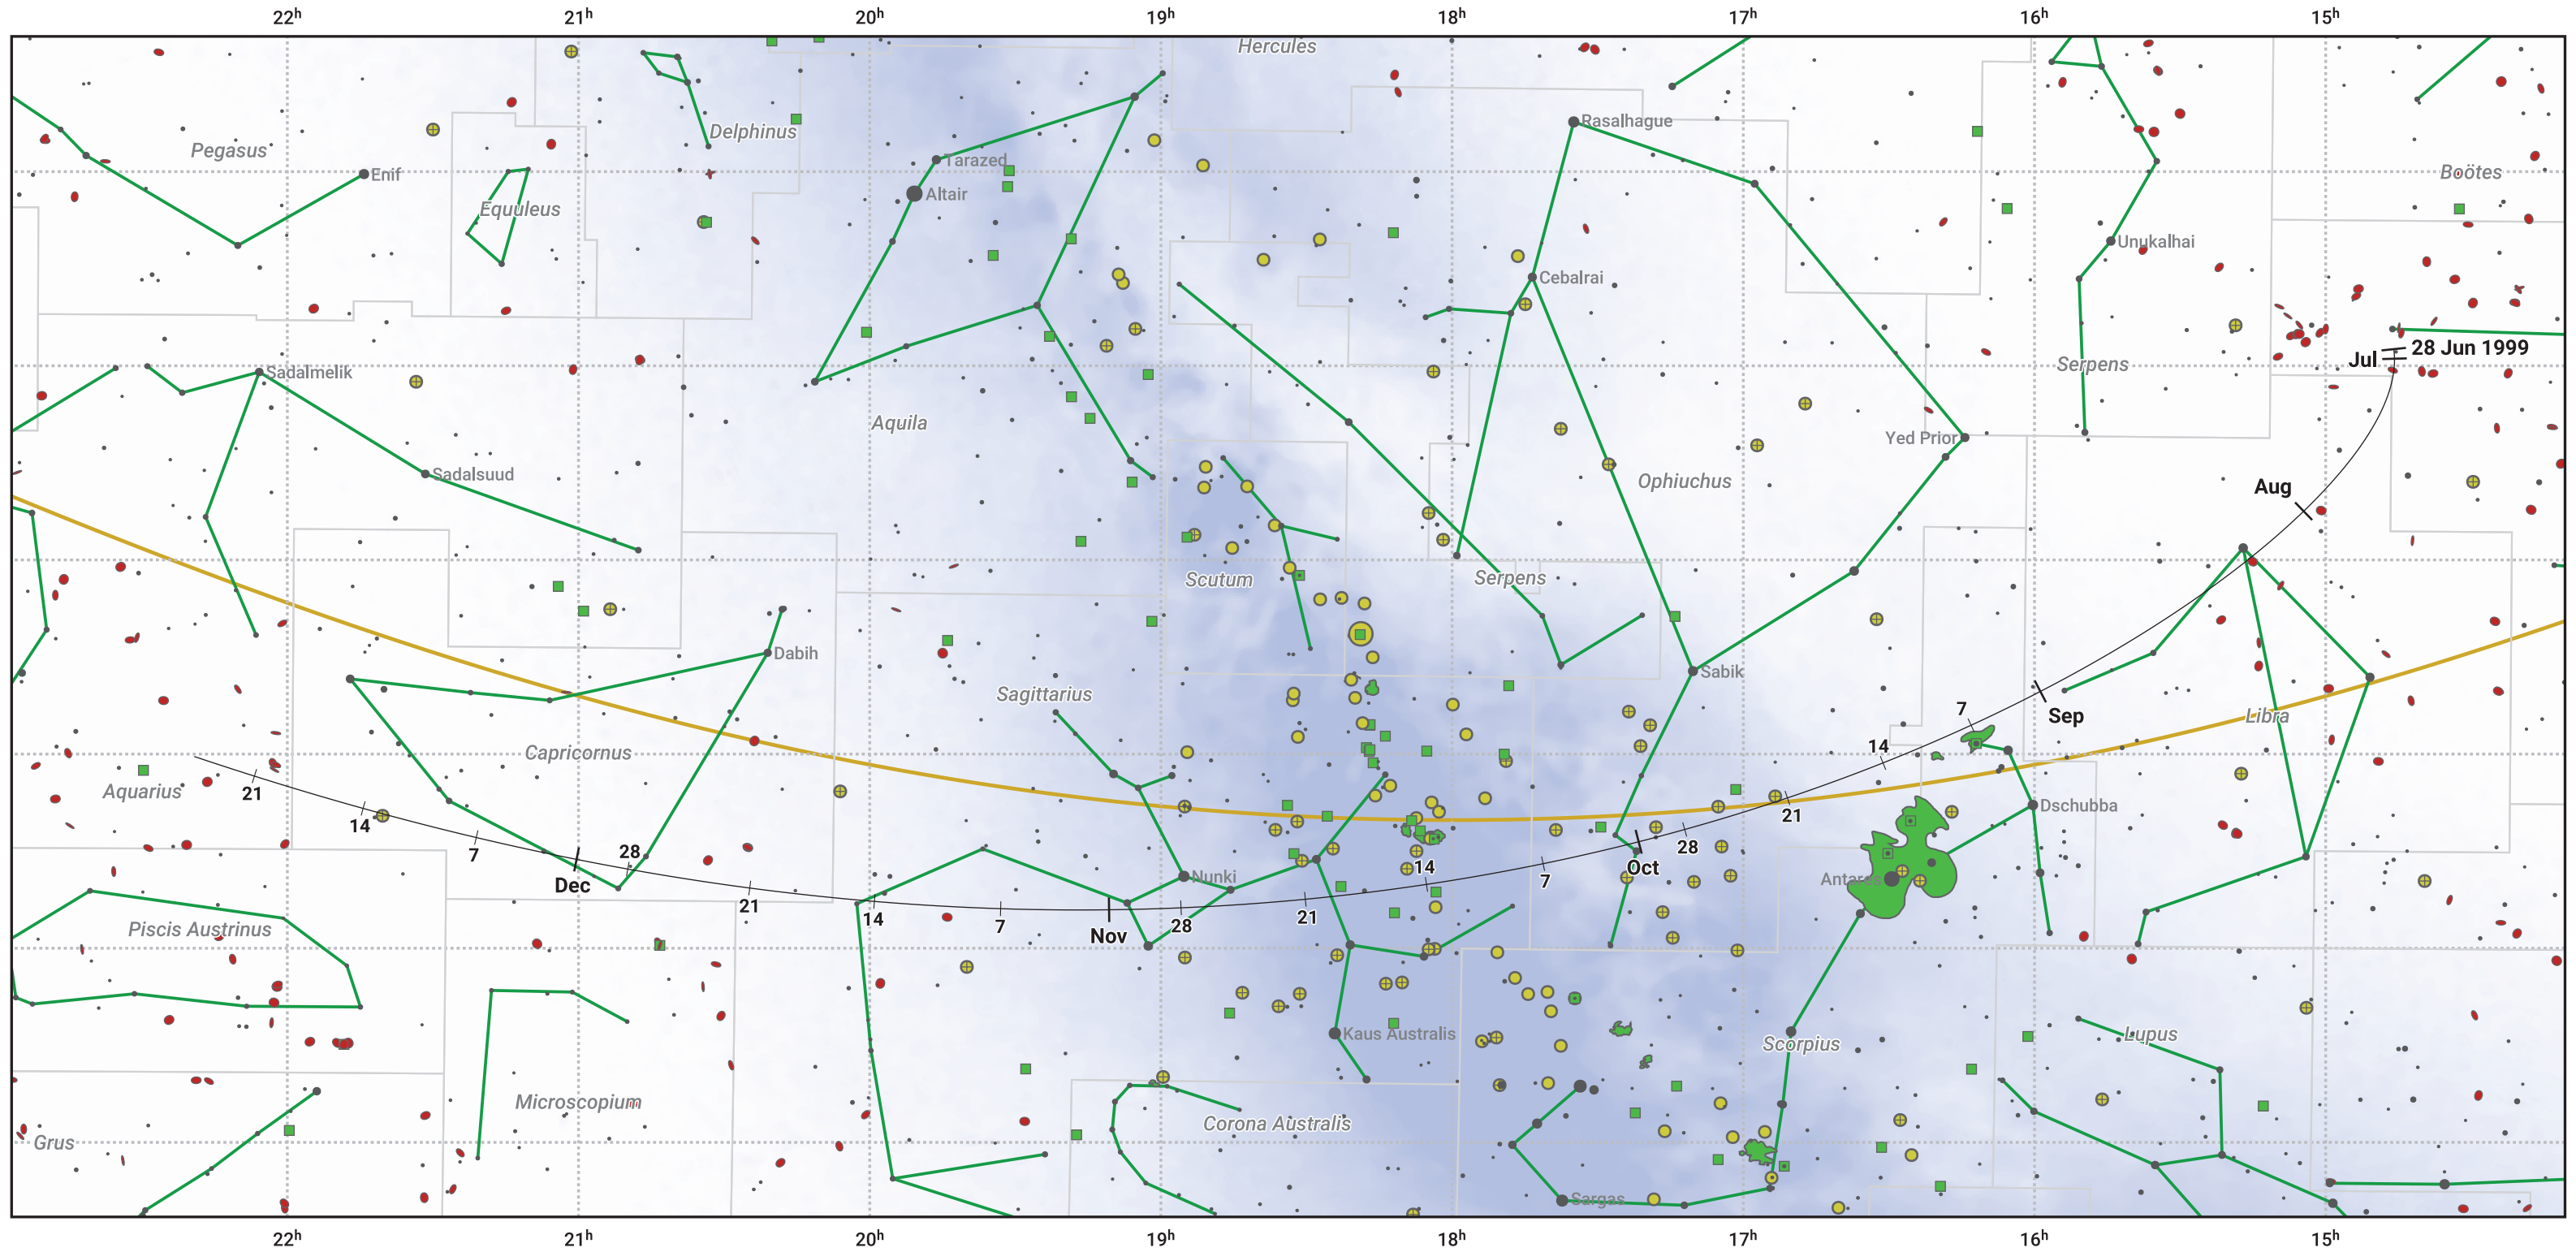 22h 21h 20h 19h 18h 17h 16h 15h
Hercules
Rasalhague
Delphinus
Pegasus
Tarazed
Enif
Boötes
Altair
Equuleus
Unukalhai
Cebalrai
28 Jun 1999
Jul
Serpens
Sadalmelik
Aquila
Yed Prior
Sadalsuud
Ophiuchus
Aug
Serpens
Scutum
Dabih
Sabik
Sagittarius
7
Sep
Libra
14
Capricornus
Aquarius
21
Dschubba
21
14
28
7
28
14
Oct
Antares
Nunki
7
Dec
21
14
7
28
21
Piscis Austrinus
Nov
Kaus Australis
Lupus
Scorpius
Microscopium
Corona Australis
Grus
Sargas
22h 21h 20h 19h 18h 17h 16h 15h